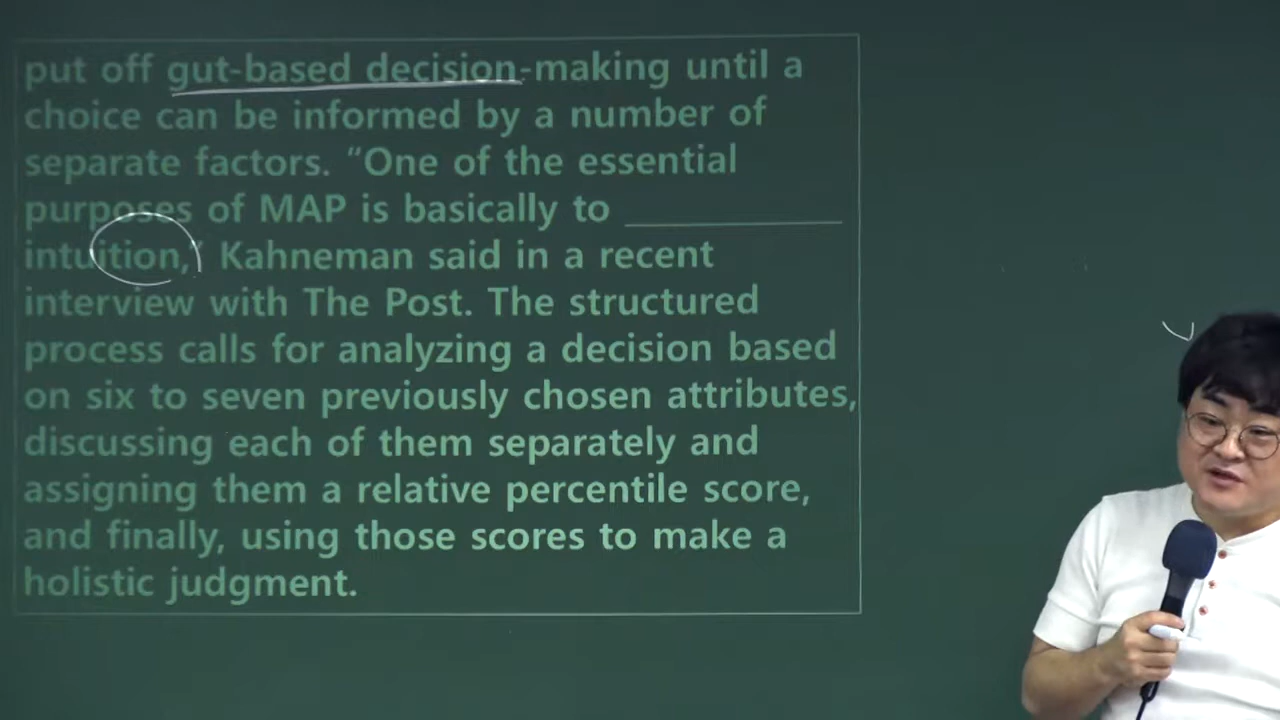 put off gut-based decision-making until a
choice can be informed by a number of
separate factors. “One of the essential
purposes of MAP is basically to ____________
intuition,” Kahneman said in a recent
interview with The Post. The structured
process calls for analyzing a decision based
on six to seven previously chosen attributes,
discussing each of them separately and
assigning them a relative percentile score,
and finally, using those scores to make a
holistic judgment.